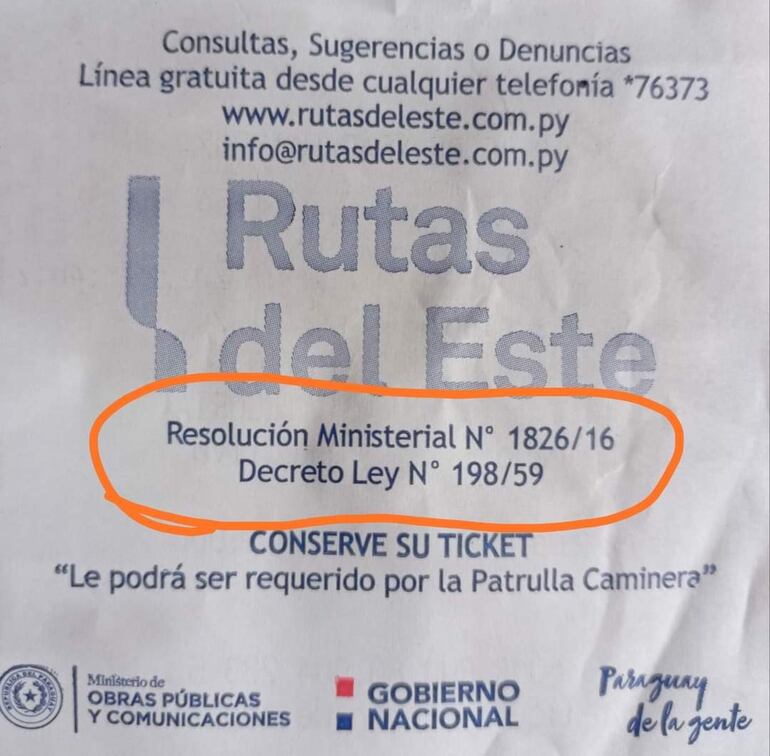 Consultas, Sugerencias o Denuncias
Línea gratuita desde cualquier telefonía *76373
www.rutasdeleste.com.py
info@rutasdeleste.com.py
Rutas
del Este
Resolución Ministerial N° 1826/16
Decreto Ley N° 198/59
CONSERVE SU TICKET
“Le podrá ser requerido por la Patrulla Caminera”
Ministerio de
OBRAS PÚBLICAS
Y COMUNICACIONES
GOBIERNO
NACIONAL
Paraguay
de la gente